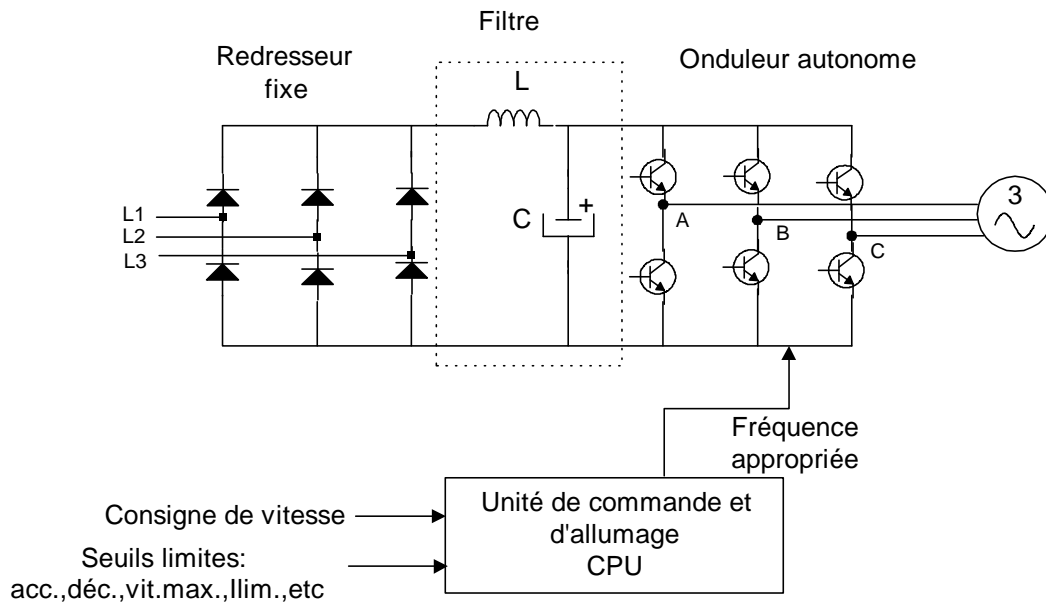 Filtre
Redresseur
fixe
Onduleur autonome
L
C
+
A
B
C
3
L1
L2
L3
Fréquence
appropriée
Consigne de vitesse
Seuils limites:
acc.,déc.,vit.max.,Ilim.,etc
Unité de commande et
d'allumage
CPU